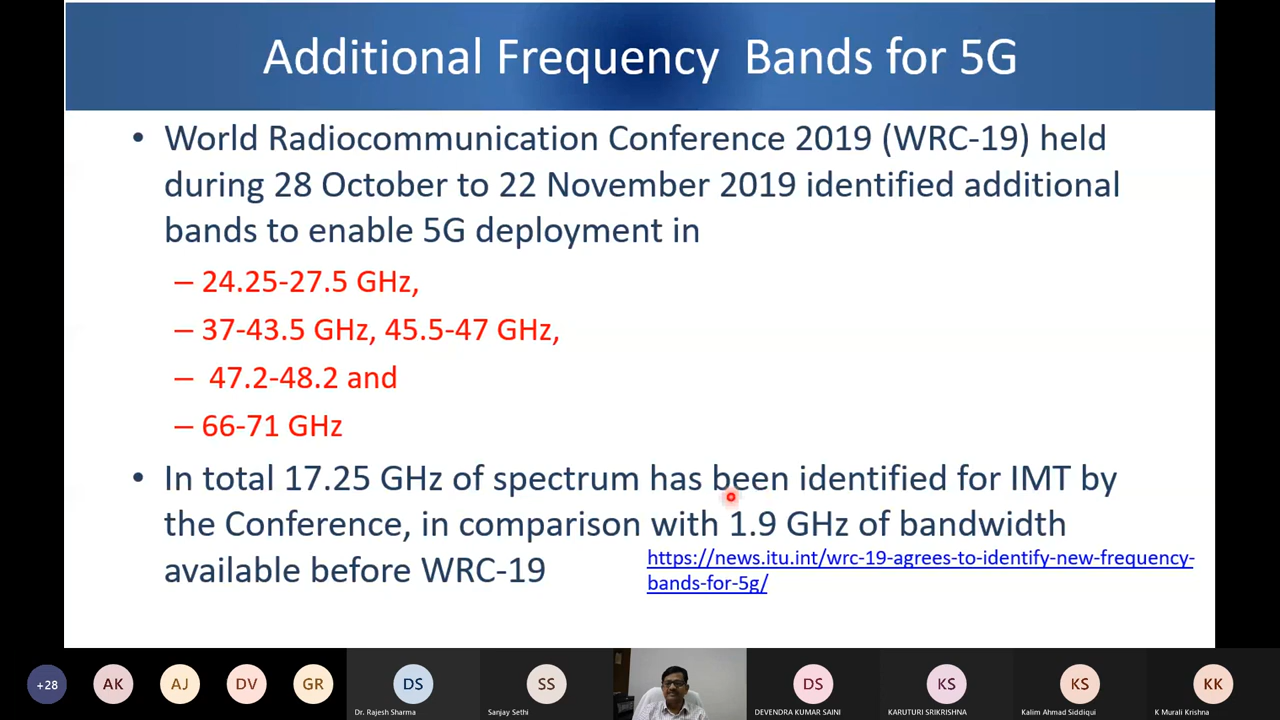 Additional Frequency Bands for 5G
• World Radiocommunication Conference 2019 (WRC-19) held
during 28 October to 22 November 2019 identified additional
bands to enable 5G deployment in
– 24.25-27.5 GHz,
– 37-43.5 GHz, 45.5-47 GHz,
– 47.2-48.2 and
– 66-71 GHz
• In total 17.25 GHz of spectrum has been identified for IMT by
the Conference, in comparison with 1.9 GHz of bandwidth
available before WRC-19
https://news.itu.int/wrc-19-agrees-to-identify-new-frequency-
bands-for-5g/
+28 AK AJ DV GR DS SS DS KS KS KK
Dr. Rajesh Sharma Sanjay Sethi DEVENDRA KUMAR SAINI KARUTURI SRIKRISHNA Kalim Ahmad Siddiqui K Murali Krishna